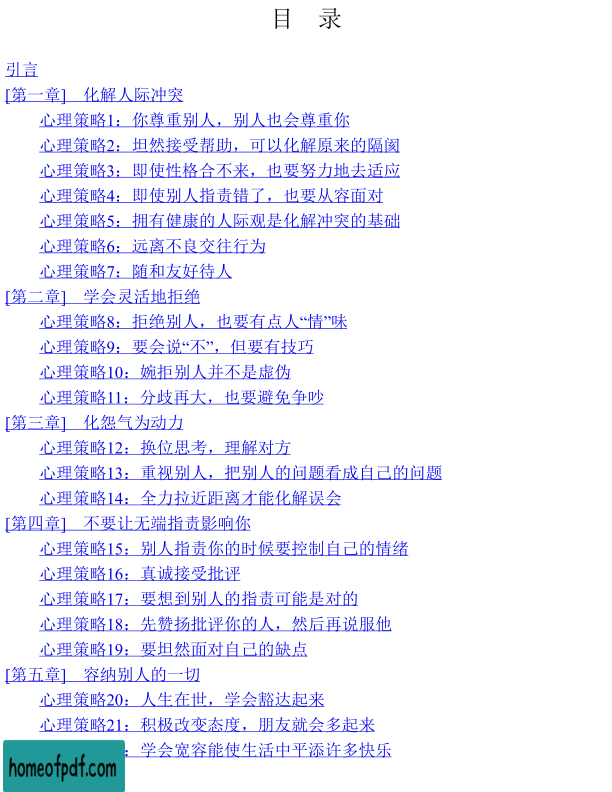 目 录
引言
[第一章] 化解人际冲突
心理策略1：你尊重别人，别人也会尊重你
心理策略2：坦然接受帮助，可以化解原来的隔阂
心理策略3：即使性格合不来，也要努力地去适应
心理策略4：即使别人指责错了，也要从容面对
心理策略5：拥有健康的人际观是化解冲突的基础
心理策略6：远离不良交往行为
心理策略7：随和友好待人
[第二章] 学会灵活地拒绝
心理策略8：拒绝别人，也要有点人“情”味
心理策略9：要会说“不”，但要有技巧
心理策略10：婉拒别人并不是虚伪
心理策略11：分歧再大，也要避免争吵
[第三章] 化怨气为动力
心理策略12：换位思考，理解对方
心理策略13：重视别人，把别人的问题看成自己的问题
心理策略14：全力拉近距离才能化解误会
[第四章] 不要让无端指责影响你
心理策略15：别人指责你的时候要控制自己的情绪
心理策略16：真诚接受批评
心理策略17：要想到别人的指责可能是对的
心理策略18：先赞扬批评你的人，然后再说服他
心理策略19：要坦然面对自己的缺点
[第五章] 容纳别人的一切
心理策略20：人生在世，学会豁达起来
心理策略21：积极改变态度，朋友就会多起来
：学会宽容能使生活中平添许多快乐
homeofpdf.com